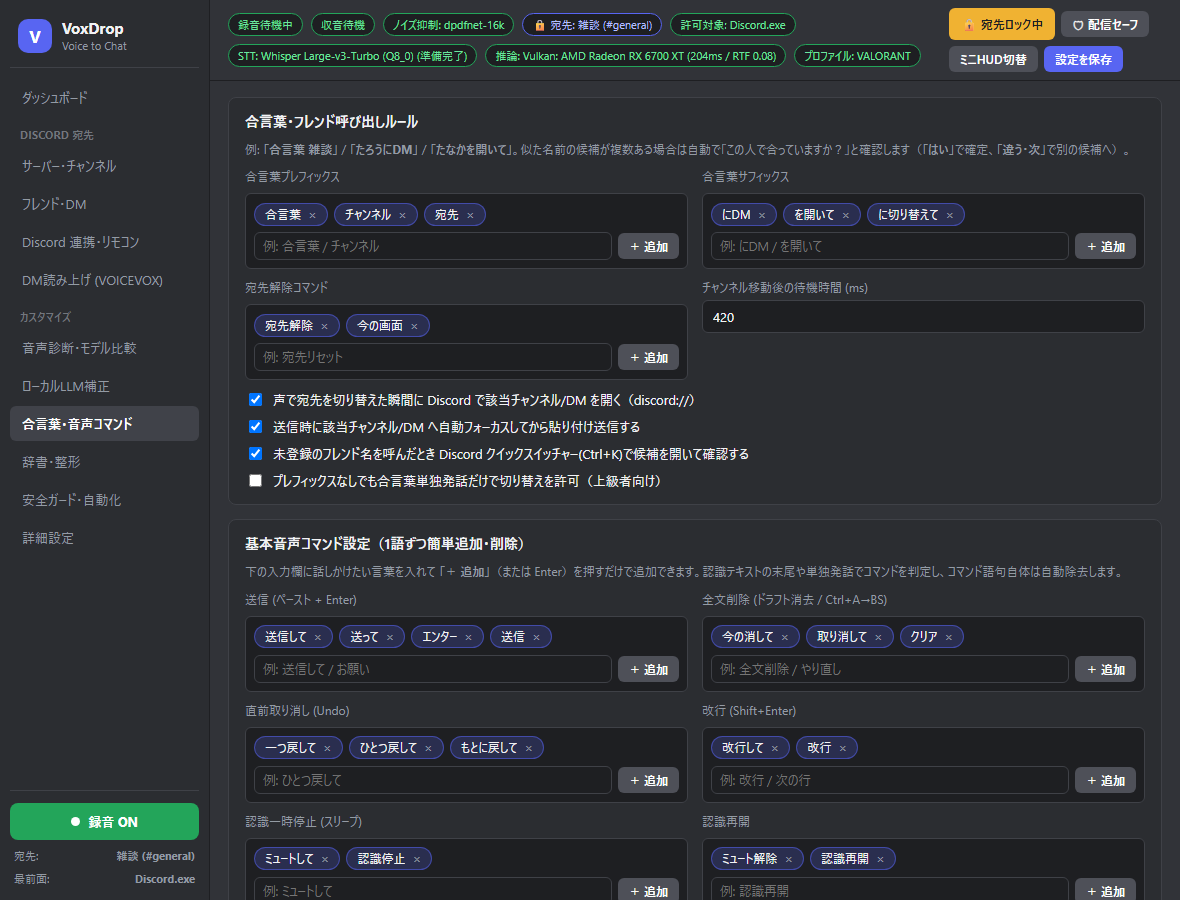 V
VoxDrop
Voice to Chat
ダッシュボード
DISCORD 宛先
サーバー・チャンネル
フレンド・DM
Discord 連携・リモコン
DM読み上げ (VOICEVOX)
カスタマイズ
音声診断・モデル比較
ローカルLLM補正
合言葉・音声コマンド
辞書・整形
安全ガード・自動化
詳細設定
● 録音 ON
宛先: 雑談 (#general)
最前面: Discord.exe
録音待機中 収音待機 ノイズ抑制: dpdfnet-16k 🔒 宛先: 雑談 (#general) 許可対象: Discord.exe
STT: Whisper Large-v3-Turbo (Q8_0) (準備完了) 推論: Vulkan: AMD Radeon RX 6700 XT (204ms / RTF 0.08) プロファイル: VALORANT
🔒 宛先ロック中 🛡 配信セーフ
ミニHUD切替 設定を保存
合言葉・フレンド呼び出しルール
例: 「合言葉 雑談」 / 「たろうにDM」 / 「たなかを開いて」。似た名前の候補が複数ある場合は自動で「この人で合っていますか？」と確認します（「はい」で確定、「違う・次」で別の候補へ）。
合言葉プレフィックス 合言葉サフィックス
合言葉 × チャンネル × 宛先 × にDM × を開いて × に切り替えて ×
例: 合言葉 / チャンネル ＋ 追加 例: にDM / を開いて ＋ 追加
宛先解除コマンド チャンネル移動後の待機時間 (ms)
宛先解除 × 今の画面 × 420
例: 宛先リセット ＋ 追加
声で宛先を切り替えた瞬間に Discord で該当チャンネル/DM を開く（discord://）
送信時に該当チャンネル/DM へ自動フォーカスしてから貼り付け送信する
未登録のフレンド名を呼んだとき Discord クイックスイッチャー(Ctrl+K)で候補を開いて確認する
プレフィックスなしでも合言葉単独発話だけで切り替えを許可（上級者向け）
基本音声コマンド設定（1語ずつ簡単追加・削除）
下の入力欄に話しかけたい言葉を入れて「＋ 追加」（または Enter）を押すだけで追加できます。認識テキストの末尾や単独発話でコマンドを判定し、コマンド語句自体は自動除去します。
送信 (ペースト + Enter) 全文削除 (ドラフト消去 / Ctrl+A→BS)
送信して × 送って × エンター × 送信 × 今の消して × 取り消して × クリア ×
例: 送信して / お願い ＋ 追加 例: 全文削除 / やり直し ＋ 追加
直前取り消し (Undo) 改行 (Shift+Enter)
一つ戻して × ひとつ戻して × もとに戻して × 改行して × 改行 ×
例: ひとつ戻して ＋ 追加 例: 改行 / 次の行 ＋ 追加
認識一時停止 (スリープ) 認識再開
ミュートして × 認識停止 × ミュート解除 × 認識再開 ×
例: ミュートして ＋ 追加 例: 認識再開 ＋ 追加